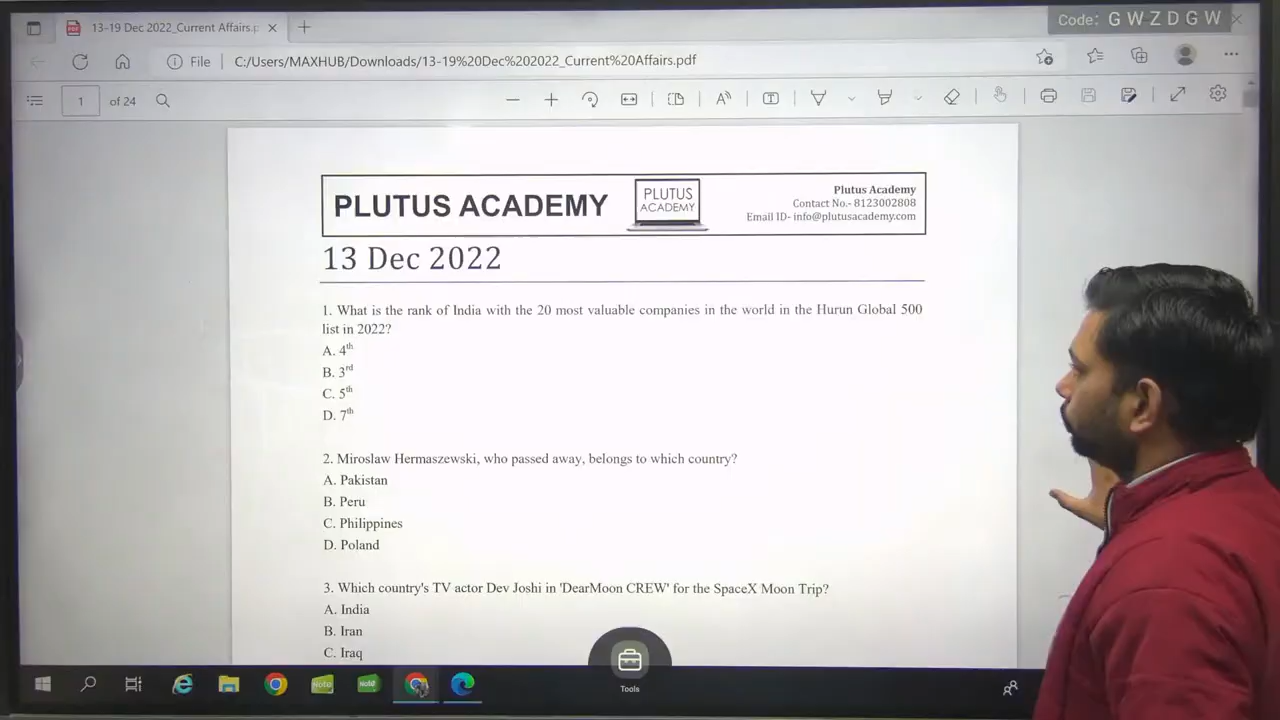 13-19 Dec 2022_Current Affairs.p
Code: G W Z D G W
File
C:/Users/MAXHUB/Downloads/13-19%20Dec%202022_Current%20Affairs.pdf
1 of 24
PLUTUS ACADEMY
PLUTUS
ACADEMY
Plutus Academy
Contact No.- 8123002808
Email ID- info@plutusacademy.com
13 Dec 2022
1. What is the rank of India with the 20 most valuable companies in the world in the Hurun Global 500
list in 2022?
A. 4th
B. 3rd
C. 5th
D. 7th
2. Miroslaw Hermaszewski, who passed away, belongs to which country?
A. Pakistan
B. Peru
C. Philippines
D. Poland
3. Which country's TV actor Dev Joshi in 'DearMoon CREW' for the SpaceX Moon Trip?
A. India
B. Iran
C. Iraq
Tools
Note